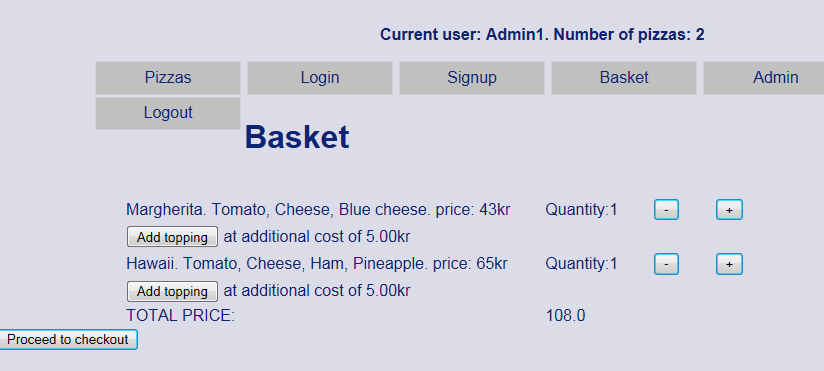 Current user: Admin1. Number of pizzas: 2
Pizzas Login Signup Basket Admin
Logout
Basket
Margherita. Tomato, Cheese, Blue cheese. price: 43kr Quantity:1 - +
Add topping at additional cost of 5.00kr
Hawaii. Tomato, Cheese, Ham, Pineapple. price: 65kr Quantity:1 - +
Add topping at additional cost of 5.00kr
TOTAL PRICE: 108.0
Proceed to checkout